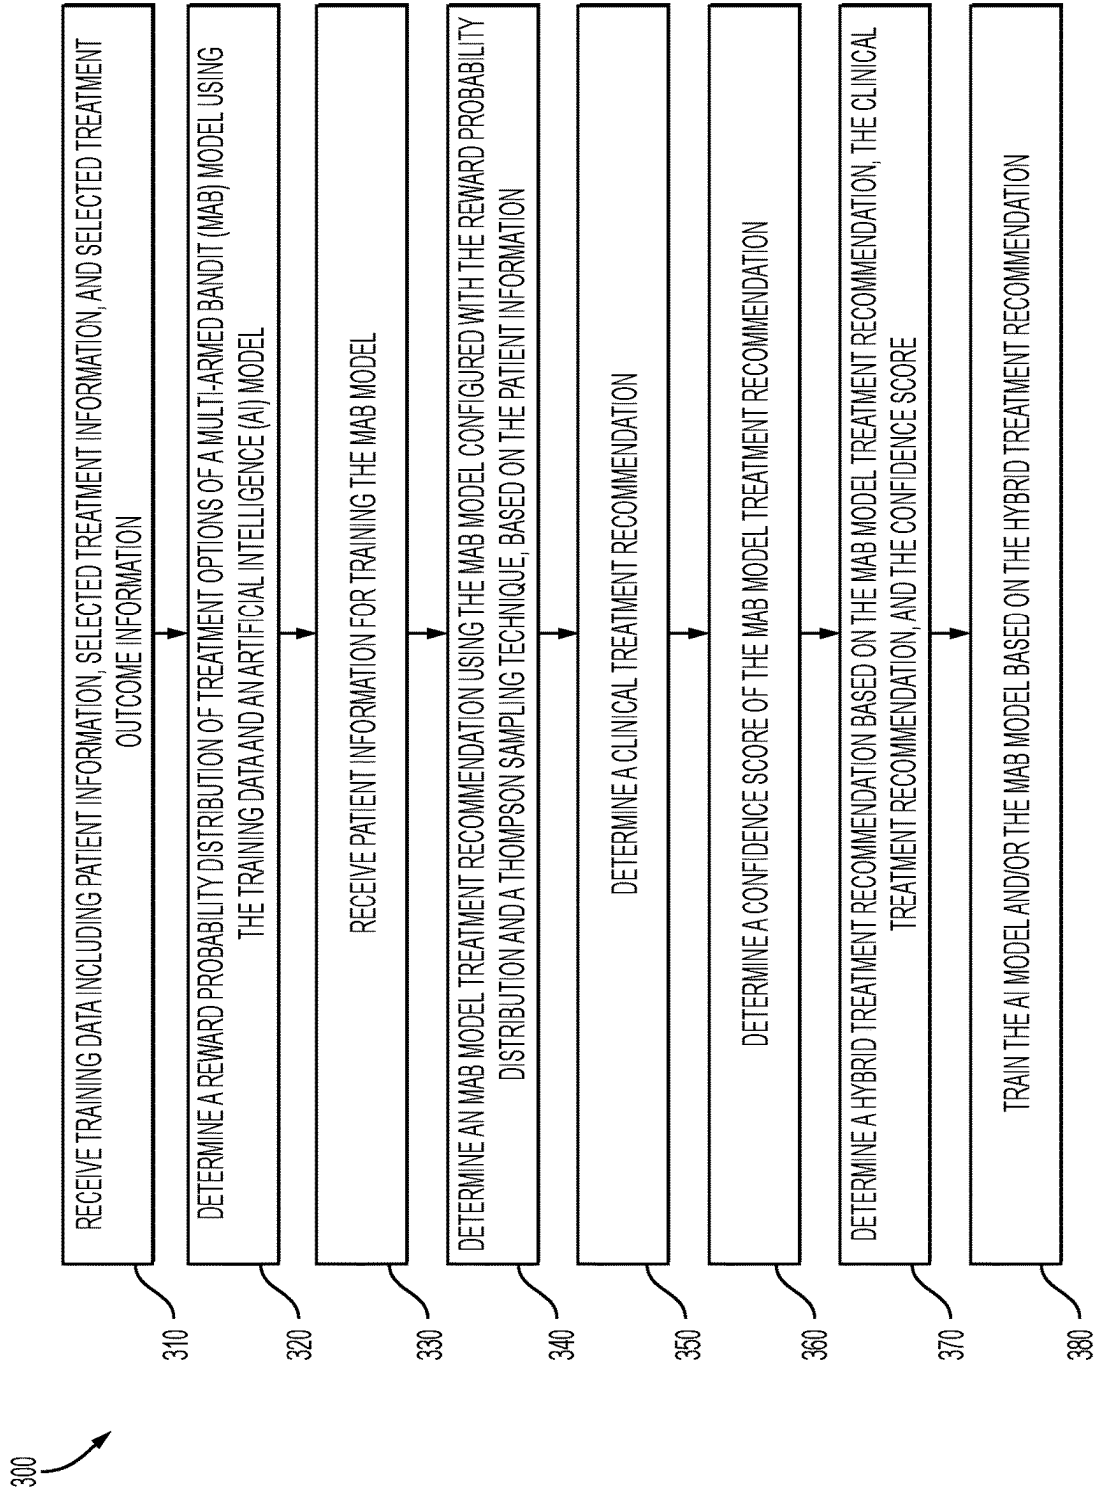 300
310
RECEIVE TRAINING DATA INCLUDING PATIENT INFORMATION, SELECTED TREATMENT INFORMATION, AND SELECTED TREATMENT
OUTCOME INFORMATION
320
DETERMINE A REWARD PROBABILITY DISTRIBUTION OF TREATMENT OPTIONS OF A MULTI-ARMED BANDIT (MAB) MODEL USING
THE TRAINING DATA AND AN ARTIFICIAL INTELLIGENCE (AI) MODEL
330
RECEIVE PATIENT INFORMATION FOR TRAINING THE MAB MODEL
340
DETERMINE AN MAB MODEL TREATMENT RECOMMENDATION USING THE MAB MODEL CONFIGURED WITH THE REWARD PROBABILITY
DISTRIBUTION AND A THOMPSON SAMPLING TECHNIQUE, BASED ON THE PATIENT INFORMATION
350
DETERMINE A CLINICAL TREATMENT RECOMMENDATION
360
DETERMINE A CONFIDENCE SCORE OF THE MAB MODEL TREATMENT RECOMMENDATION
370
DETERMINE A HYBRID TREATMENT RECOMMENDATION BASED ON THE MAB MODEL TREATMENT RECOMMENDATION, THE CLINICAL
TREATMENT RECOMMENDATION, AND THE CONFIDENCE SCORE
380
TRAIN THE AI MODEL AND/OR THE MAB MODEL BASED ON THE HYBRID TREATMENT RECOMMENDATION